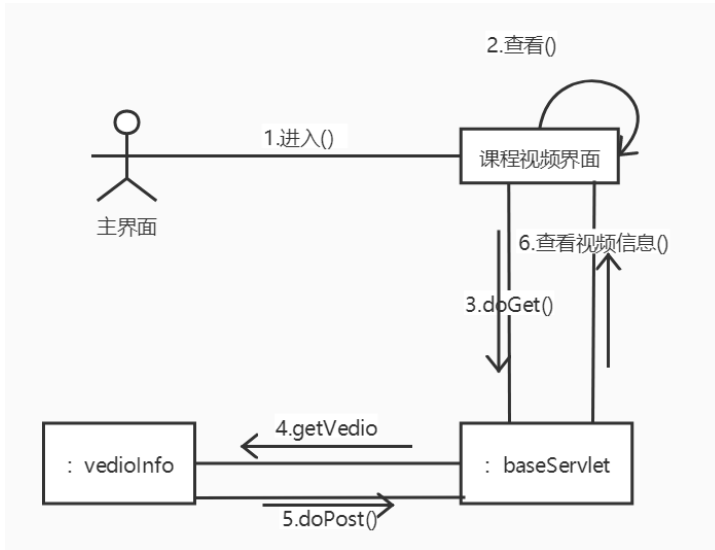 2.查看()
1.进入()
课程视频界面
主界面
6.查看视频信息()
3.doGet()
4.getVedio
: vedioInfo
: baseServlet
5.doPost()